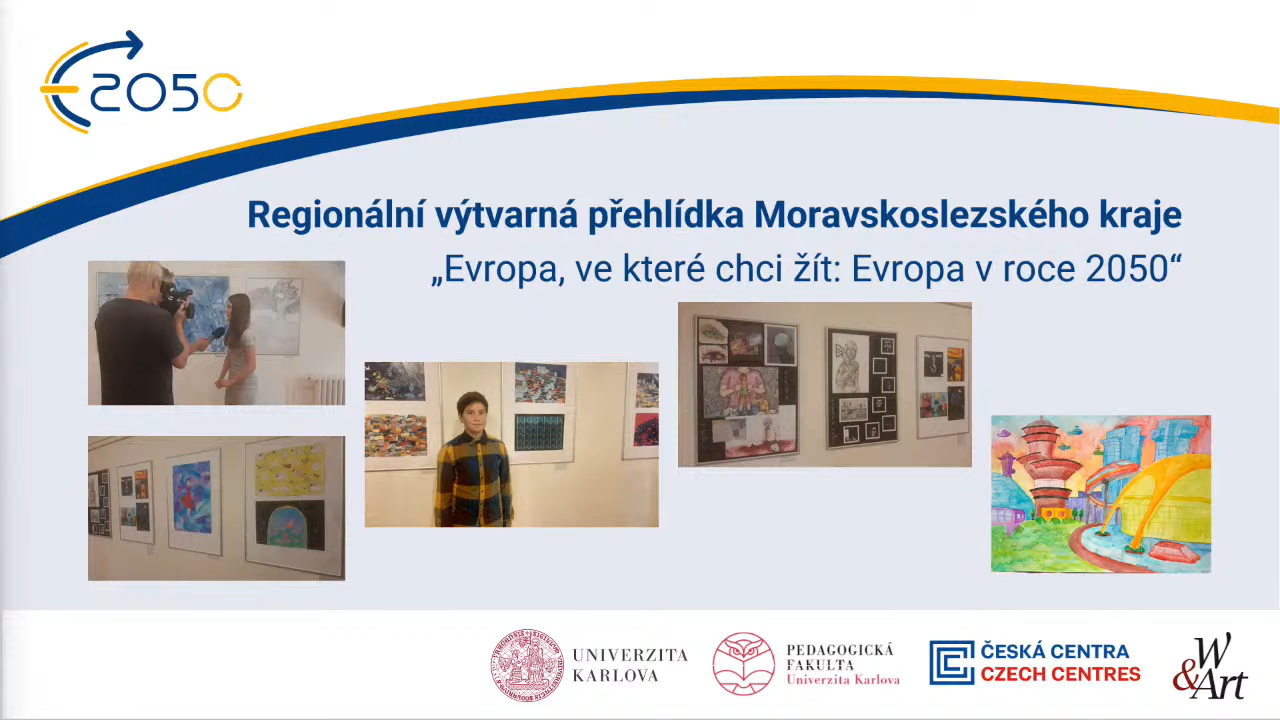 2050
Regionální výtvarná přehlídka Moravskoslezského kraje
„Evropa, ve které chci žít: Evropa v roce 2050“
UNIVERZITA
KARLOVA
PEDAGOGICKÁ
FAKULTA
Univerzita Karlova
ČESKÁ CENTRA
CZECH CENTRES
W
&Art